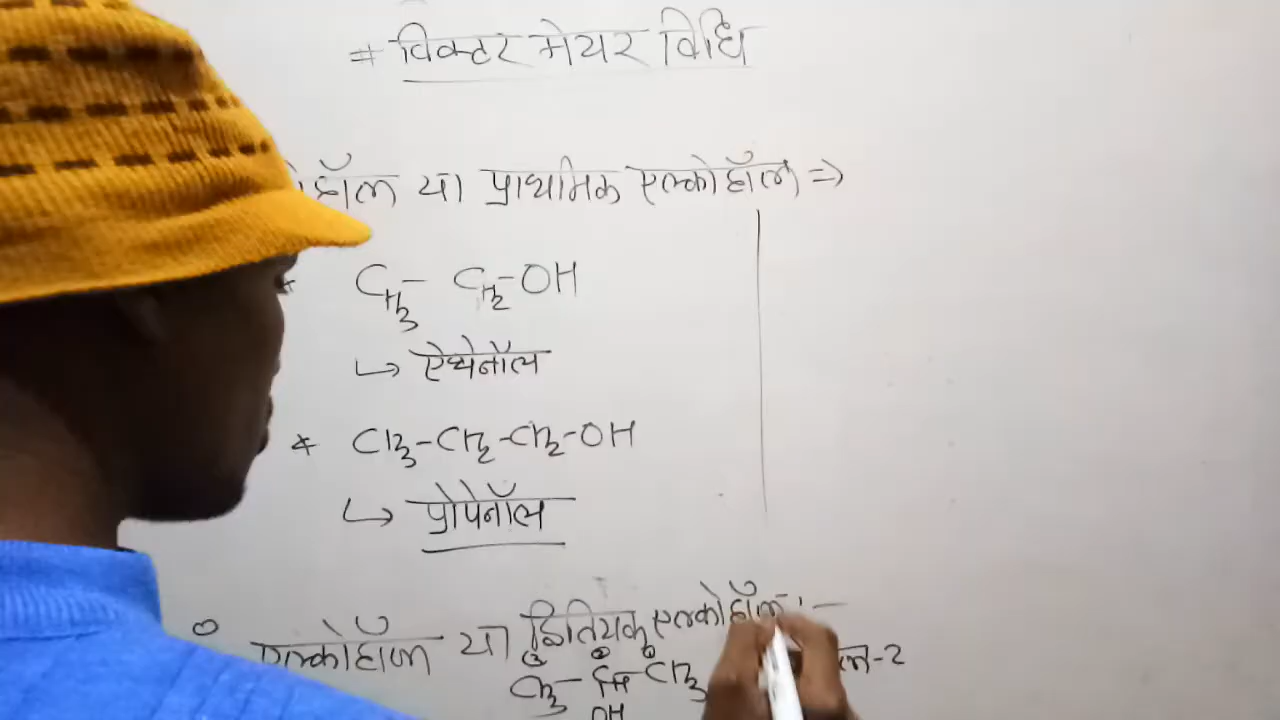 ⇒ विक्टर मेयर विधि
हॉल या प्राथमिक एल्कोहॉल ⇒
CH3 - CH2 - OH
↳ ऐथेनॉल
* CH3-CH2-CH2-OH
↳ प्रोपेनॉल
° एल्कोहॉल या द्वितियक एल्कोहॉल :-
CH3-CH-CH3 -2
OH